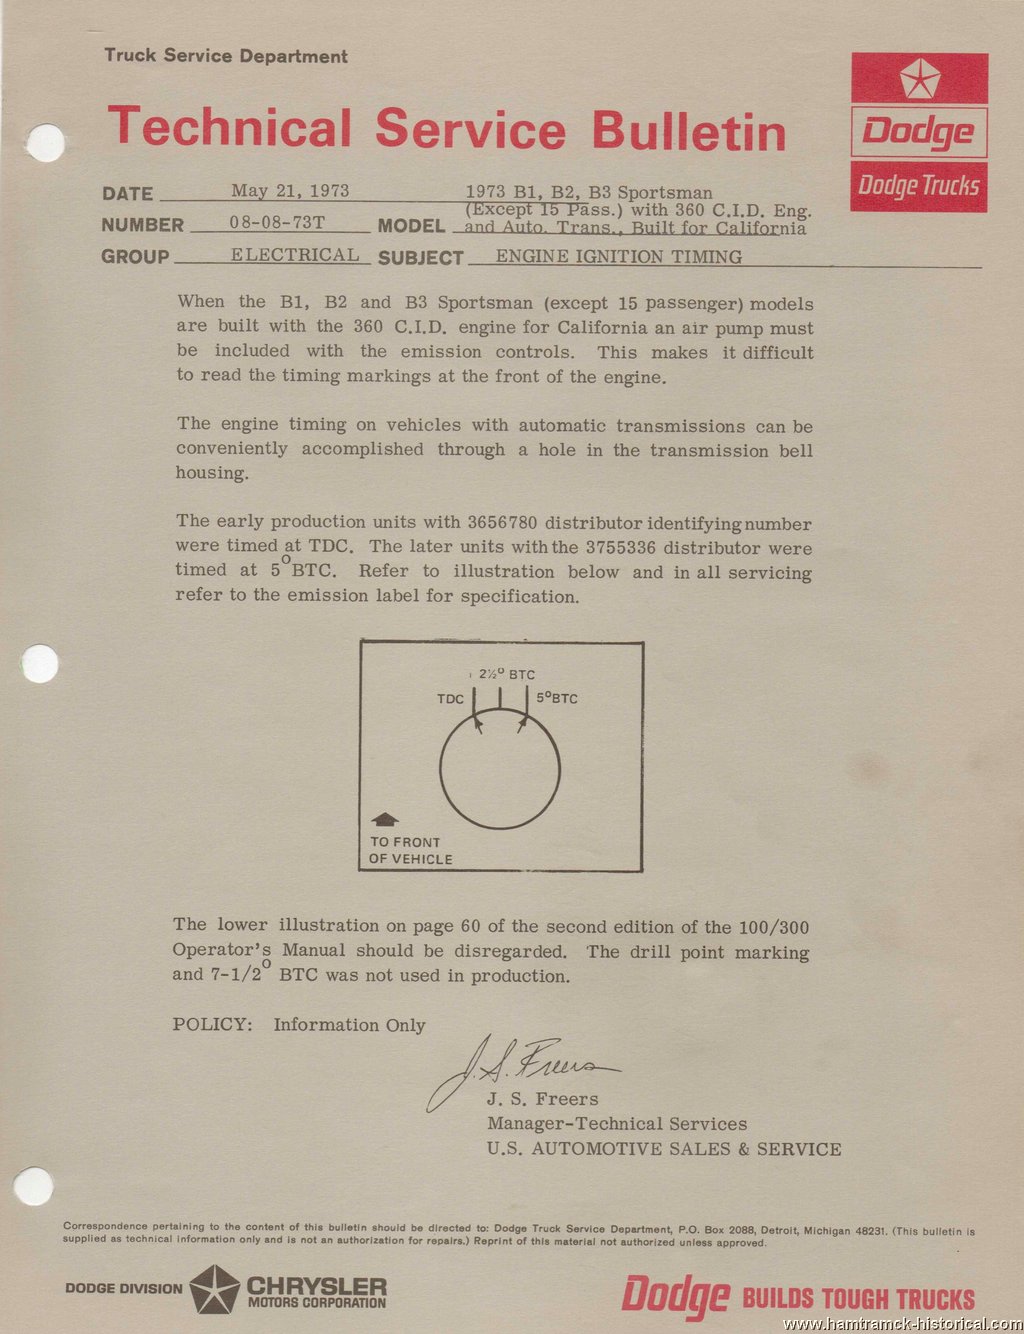 Truck Service Department
Technical Service Bulletin
Dodge
Dodge Trucks
DATE May 21, 1973
1973 B1, B2, B3 Sportsman
(Except 15 Pass.) with 360 C.I.D. Eng.
NUMBER 08-08-73T MODEL and Auto. Trans., Built for California
GROUP ELECTRICAL SUBJECT ENGINE IGNITION TIMING
When the B1, B2 and B3 Sportsman (except 15 passenger) models
are built with the 360 C.I.D. engine for California an air pump must
be included with the emission controls. This makes it difficult
to read the timing markings at the front of the engine.
The engine timing on vehicles with automatic transmissions can be
conveniently accomplished through a hole in the transmission bell
housing.
The early production units with 3656780 distributor identifying number
were timed at TDC. The later units with the 3755336 distributor were
timed at 5° BTC. Refer to illustration below and in all servicing
refer to the emission label for specification.
2½° BTC
TDC 5°BTC
TO FRONT
OF VEHICLE
The lower illustration on page 60 of the second edition of the 100/300
Operator's Manual should be disregarded. The drill point marking
and 7-1/2° BTC was not used in production.
POLICY: Information Only
J. S. Freers
J. S. Freers
Manager-Technical Services
U.S. AUTOMOTIVE SALES & SERVICE
Correspondence pertaining to the content of this bulletin should be directed to: Dodge Truck Service Department, P.O. Box 2088, Detroit, Michigan 48231. (This bulletin is
supplied as technical information only and is not an authorization for repairs.) Reprint of this material not authorized unless approved.
DODGE DIVISION CHRYSLER
MOTORS CORPORATION
Dodge BUILDS TOUGH TRUCKS
www.hamtramck-historical.com